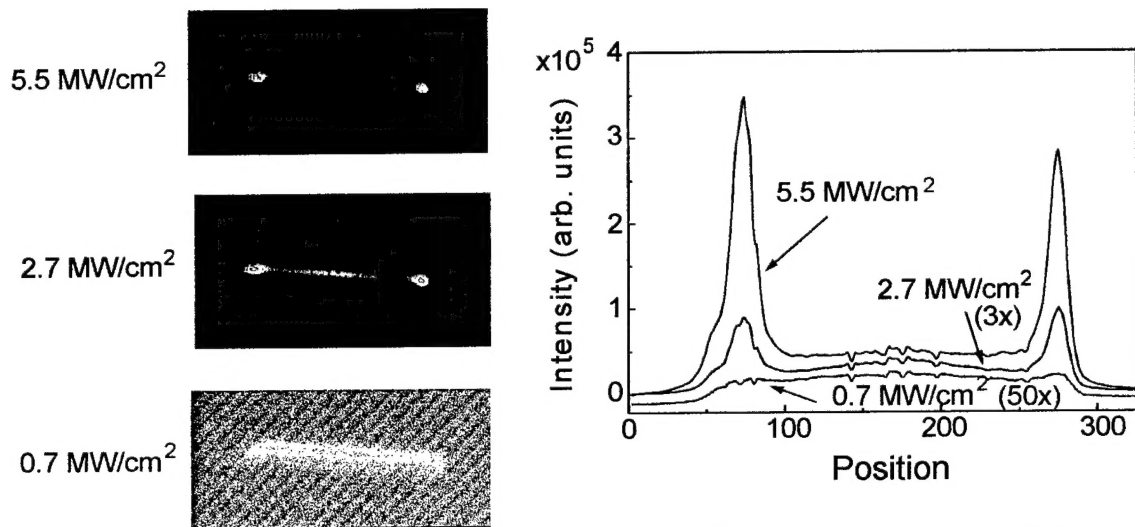 5.5 MW/cm²
2.7 MW/cm²
0.7 MW/cm²
x10⁵
4
3
2
1
0
Intensity (arb. units)
5.5 MW/cm²
2.7 MW/cm²
(3x)
0.7 MW/cm² (50x)
0 100 200 300
Position